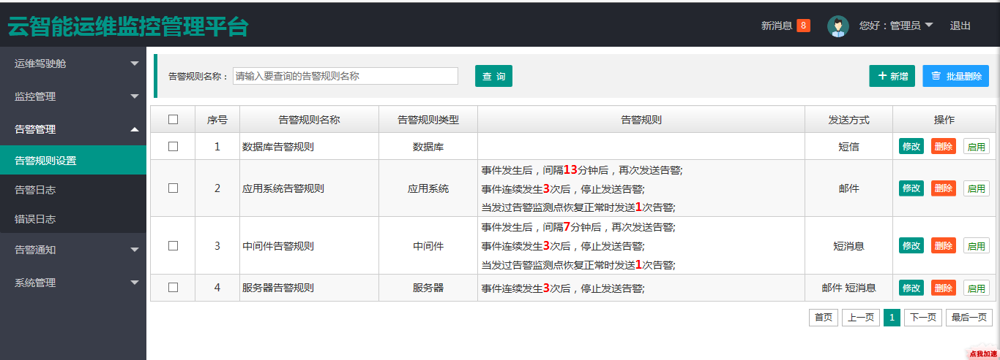 云智能运维监控管理平台
新消息 8 您好：管理员 退出
运维驾驶舱
监控管理
告警管理
告警规则设置
告警日志
错误日志
告警通知
系统管理
告警规则名称： 请输入要查询的告警规则名称 查 询 新增 批量删除
序号 告警规则名称 告警规则类型 告警规则 发送方式 操作
1 数据库告警规则 数据库 短信 修改 删除 启用
2 应用系统告警规则 应用系统 邮件 修改 删除 启用
事件发生后，间隔13分钟后，再次发送告警;
事件连续发生3次后，停止发送告警;
当发过告警监测点恢复正常时发送1次告警;
3 中间件告警规则 中间件 短消息 修改 删除 启用
事件发生后，间隔7分钟后，再次发送告警;
事件连续发生3次后，停止发送告警;
当发过告警监测点恢复正常时发送1次告警;
4 服务器告警规则 服务器 事件连续发生3次后，停止发送告警; 邮件 短消息 修改 删除 启用
首页 上一页 1 下一页 最后一页
点我加速